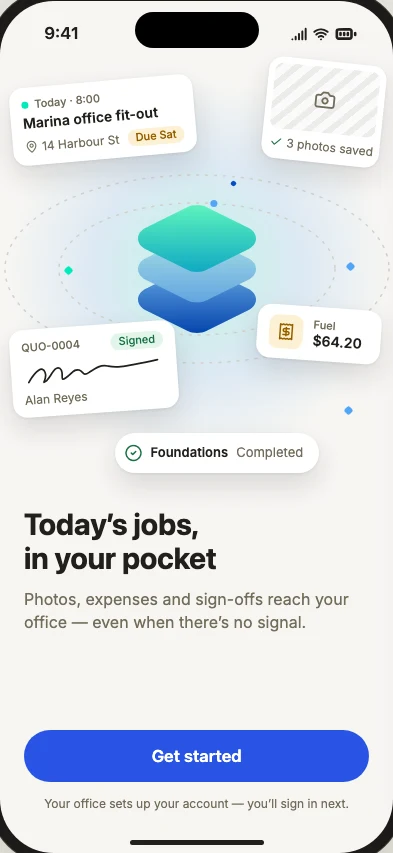 9:41
Today · 8:00
Marina office fit-out
14 Harbour St Due Sat
3 photos saved
QUO-0004 Signed
Alan Reyes
Fuel
$64.20
Foundations Completed
Today’s jobs,
in your pocket
Photos, expenses and sign-offs reach your
office — even when there’s no signal.
Get started
Your office sets up your account — you’ll sign in next.